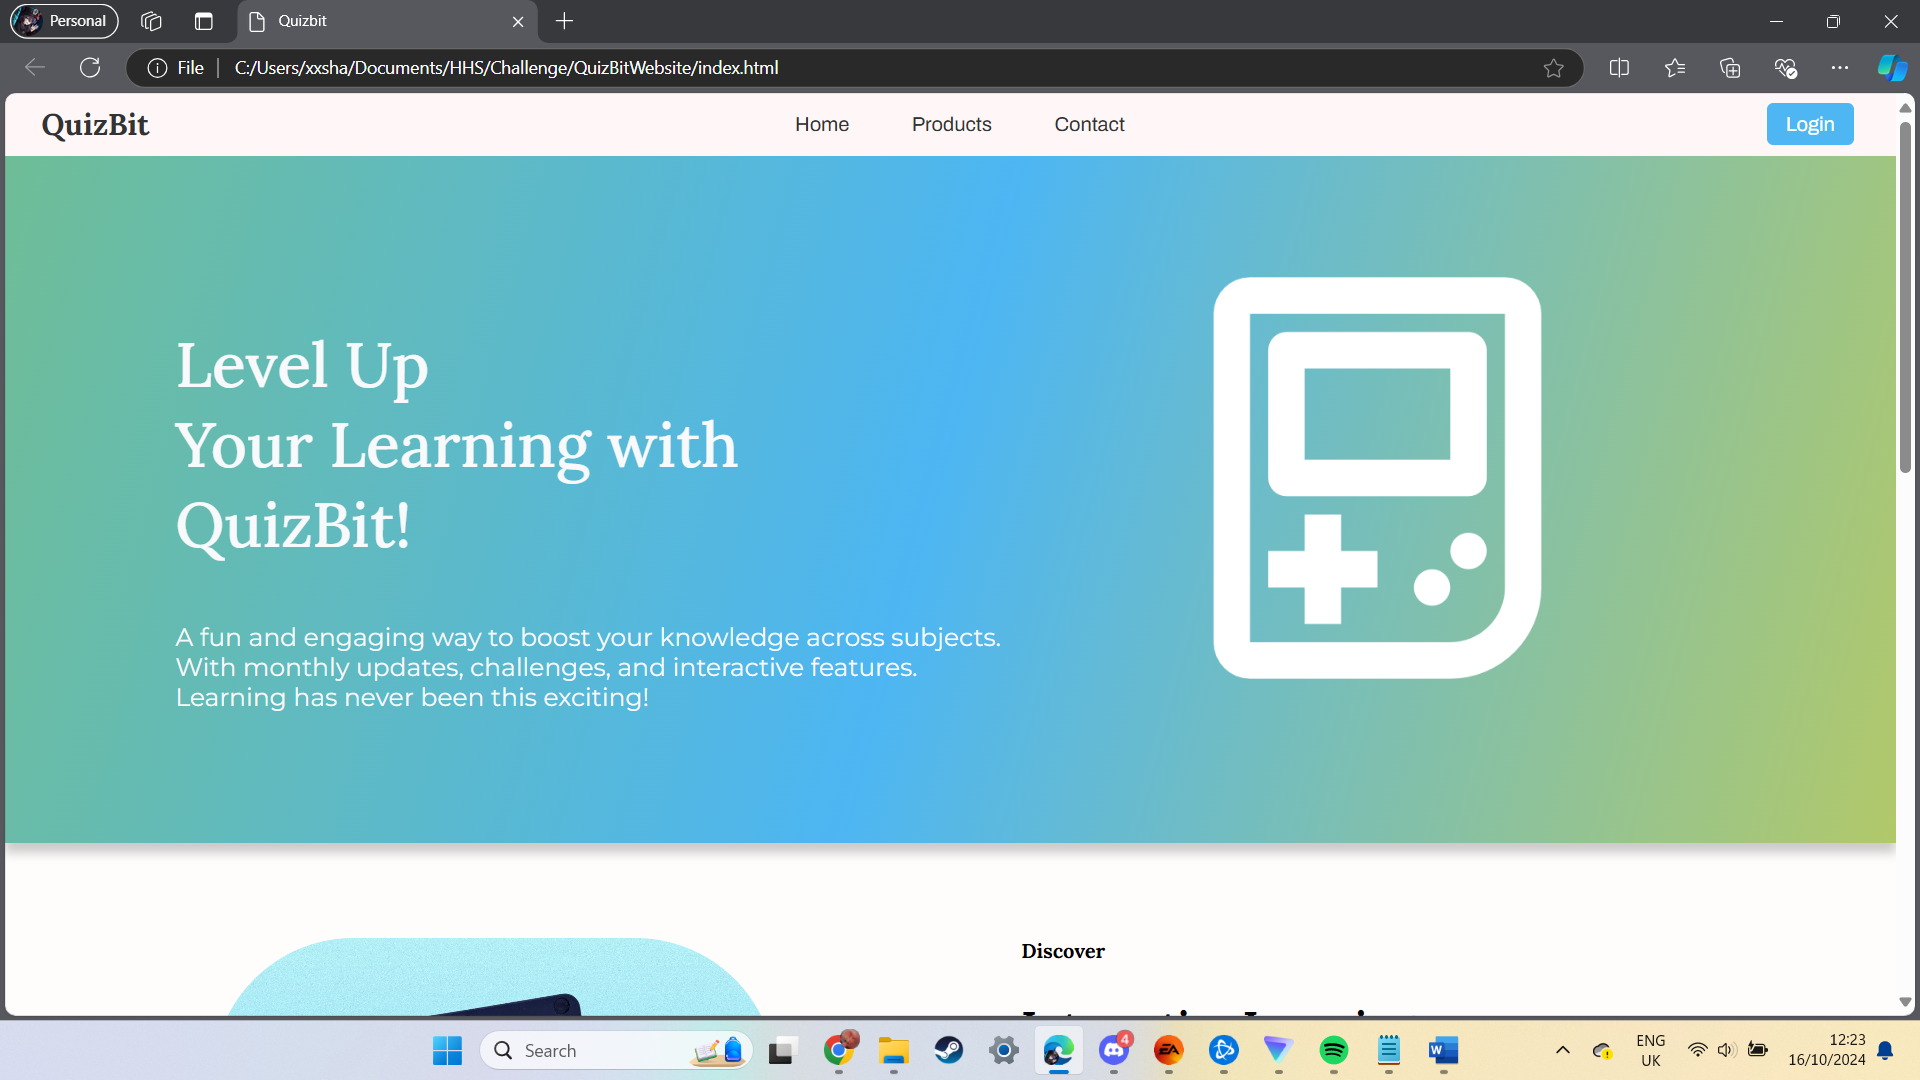 Personal
Quizbit
File
C:/Users/xxsha/Documents/HHS/Challenge/QuizBitWebsite/index.html
QuizBit
Home
Products
Contact
Login
Level Up
Your Learning with
QuizBit!
A fun and engaging way to boost your knowledge across subjects.
With monthly updates, challenges, and interactive features.
Learning has never been this exciting!
Discover
Search
4
EA
W
ENG
UK
12:23
16/10/2024